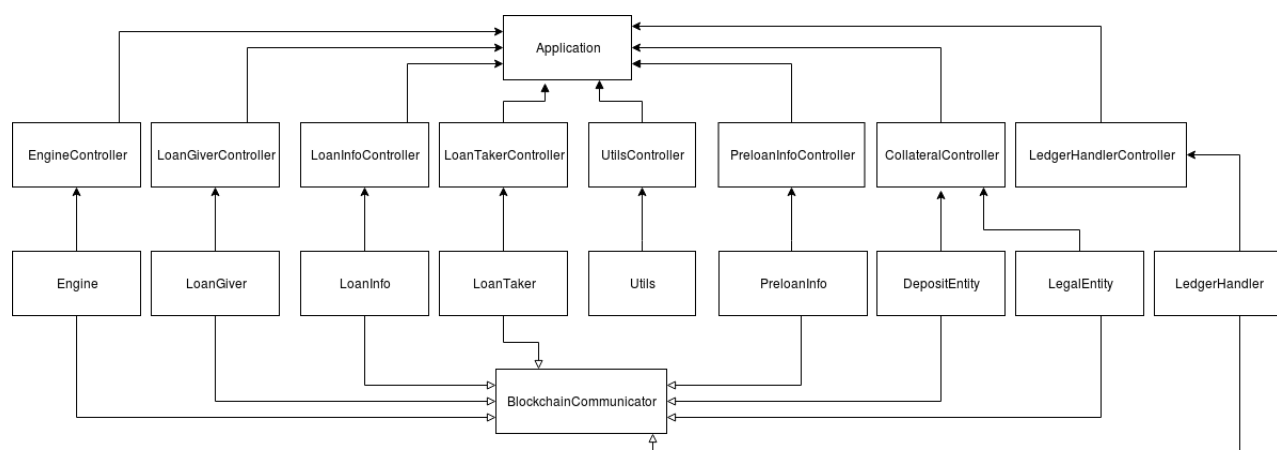 Application
EngineController
LoanGiverController
LoanInfoController
LoanTakerController
UtilsController
PreloanInfoController
CollateralController
LedgerHandlerController
Engine
LoanGiver
LoanInfo
LoanTaker
Utils
PreloanInfo
DepositEntity
LegalEntity
LedgerHandler
BlockchainCommunicator